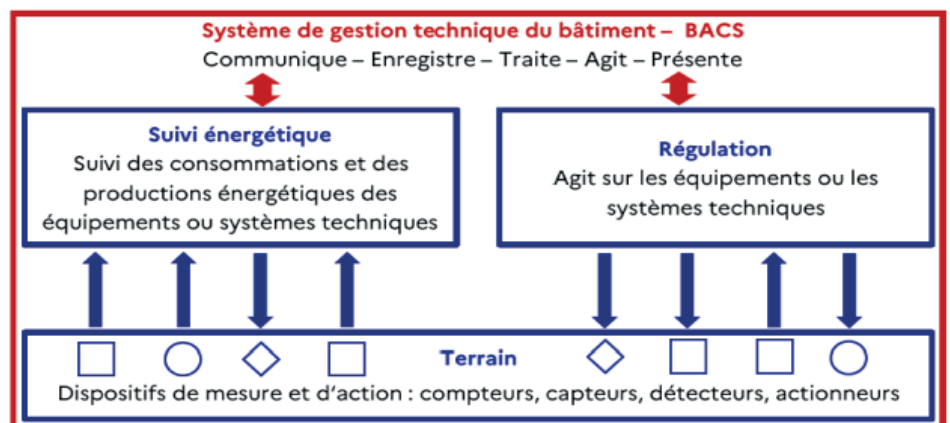 Système de gestion technique du bâtiment – BACS
Communique – Enregistre – Traite – Agit – Présente
Suivi énergétique
Suivi des consommations et des
productions énergétiques des
équipements ou systèmes techniques
Régulation
Agit sur les équipements ou les
systèmes techniques
Terrain
Dispositifs de mesure et d’action : compteurs, capteurs, détecteurs, actionneurs